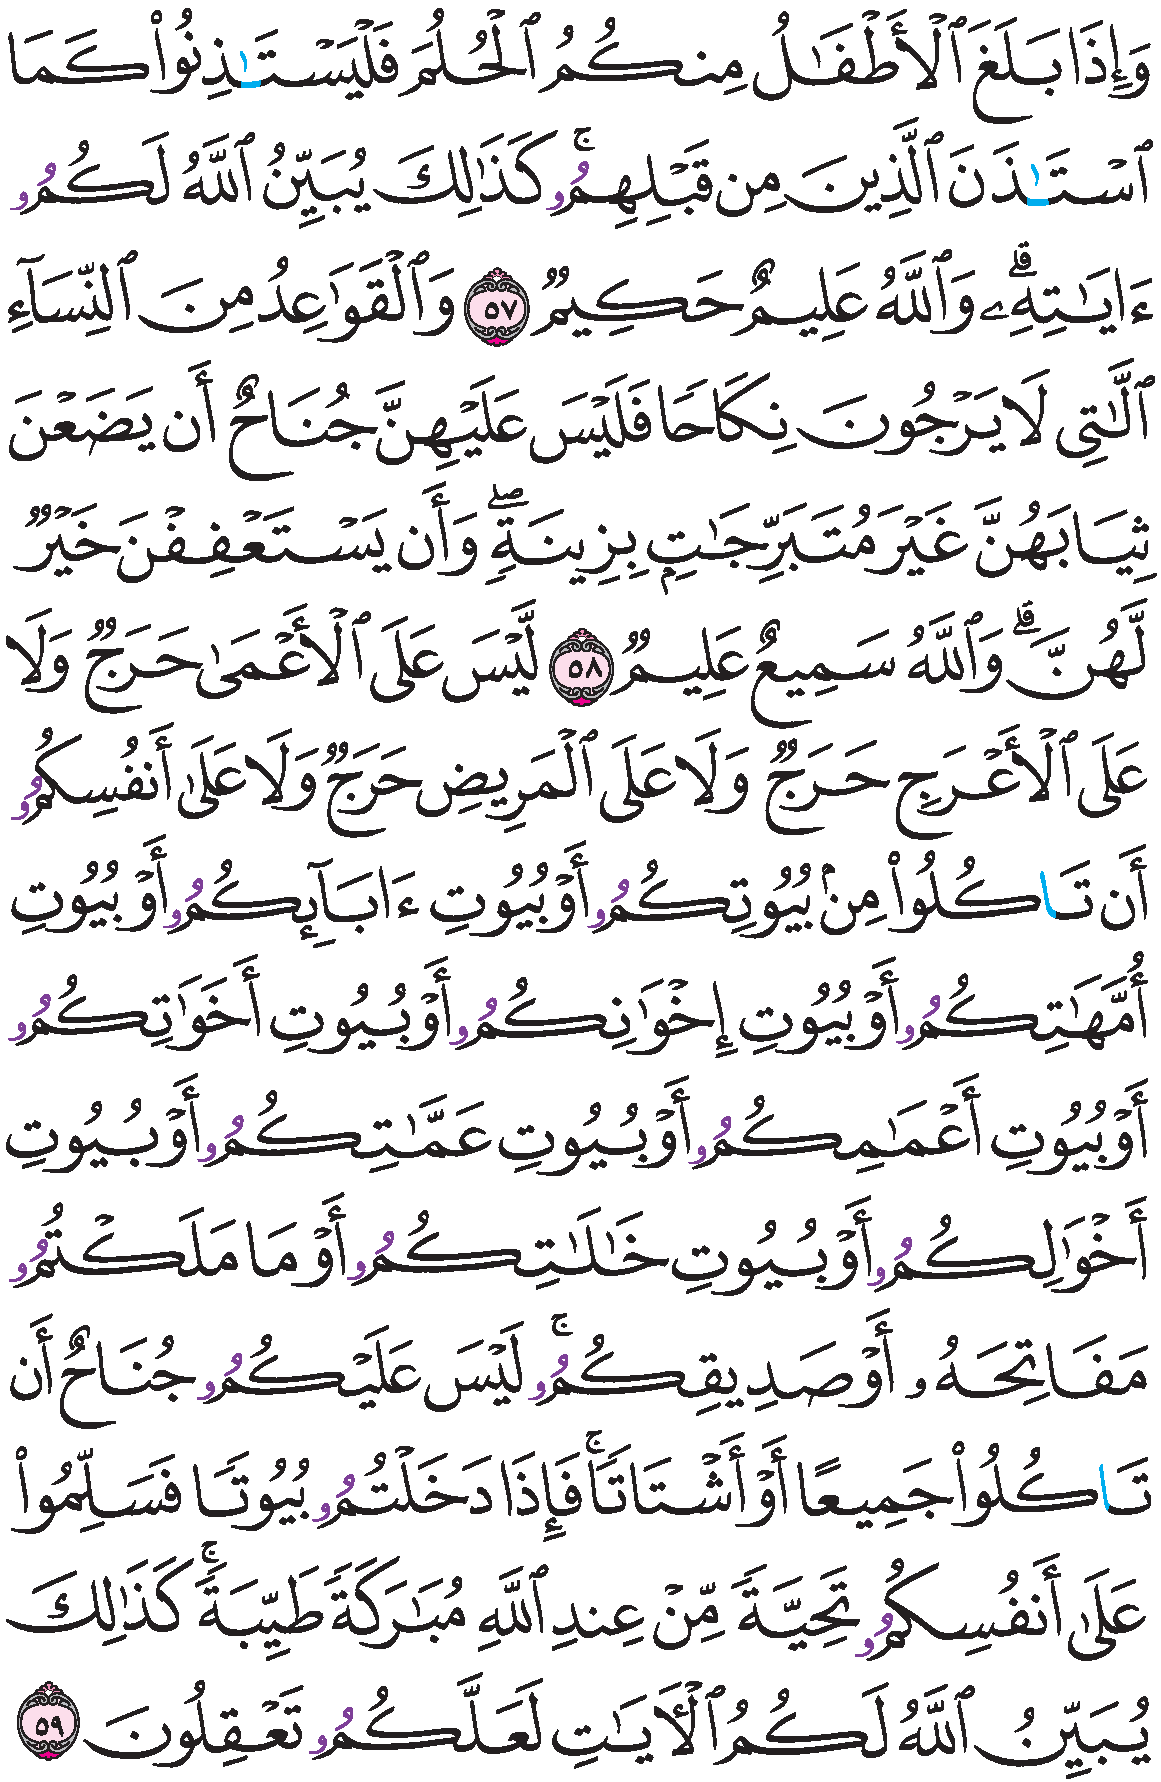 وَإِذَا بَلَغَ ٱلْأَطْفَٰلُ مِنكُمُ ٱلْحُلُمَ فَلْيَسْتَـٰذِنُوا۟ كَمَا
ٱسْتَـٰذَنَ ٱلَّذِينَ مِن قَبْلِهِمُۥۚ كَذَٰلِكَ يُبَيِّنُ ٱللَّهُ لَكُمُۥ
ءَايَٰتِهِۦۗ وَٱللَّهُ عَلِيمٌ حَكِيمٌ ٥٧ وَٱلْقَوَٰعِدُ مِنَ ٱلنِّسَآءِ
ٱلَّٰتِى لَا يَرْجُونَ نِكَاحًا فَلَيْسَ عَلَيْهِنَّ جُنَاحٌ أَن يَضَعْنَ
ثِيَابَهُنَّ غَيْرَ مُتَبَرِّجَٰتِۭ بِزِينَةٍۖ وَأَن يَسْتَعْفِفْنَ خَيْرٌ
لَّهُنَّۗ وَٱللَّهُ سَمِيعٌ عَلِيمٌ ٥٨ لَّيْسَ عَلَى ٱلْأَعْمَىٰ حَرَجٌ وَلَا
عَلَى ٱلْأَعْرَجِ حَرَجٌ وَلَا عَلَى ٱلْمَرِيضِ حَرَجٌ وَلَا عَلَىٰ أَنفُسِكُمُۥ
أَن تَاكُلُوا۟ مِنۢ بُيُوتِكُمُۥ أَوْ بُيُوتِ ءَابَآئِكُمُۥ أَوْ بُيُوتِ
أُمَّهَٰتِكُمُۥ أَوْ بُيُوتِ إِخْوَٰنِكُمُۥ أَوْ بُيُوتِ أَخَوَٰتِكُمُۥ
أَوْ بُيُوتِ أَعْمَٰمِكُمُۥ أَوْ بُيُوتِ عَمَّٰتِكُمُۥ أَوْ بُيُوتِ
أَخْوَٰلِكُمُۥ أَوْ بُيُوتِ خَٰلَٰتِكُمُۥ أَوْ مَا مَلَكْتُمُۥ
مَفَاتِحَهُۥ أَوْ صَدِيقِكُمُۥۚ لَيْسَ عَلَيْكُمُۥ جُنَاحٌ أَن
تَاكُلُوا۟ جَمِيعًا أَوْ أَشْتَاتًاۚ فَإِذَا دَخَلْتُمُۥ بُيُوتًا فَسَلِّمُوا۟
عَلَىٰ أَنفُسِكُمُۥ تَحِيَّةً مِّنْ عِندِ ٱللَّهِ مُبَٰرَكَةً طَيِّبَةًۚ كَذَٰلِكَ
يُبَيِّنُ ٱللَّهُ لَكُمُ ٱلْأٓيَٰتِ لَعَلَّكُمُۥ تَعْقِلُونَ ٥٩